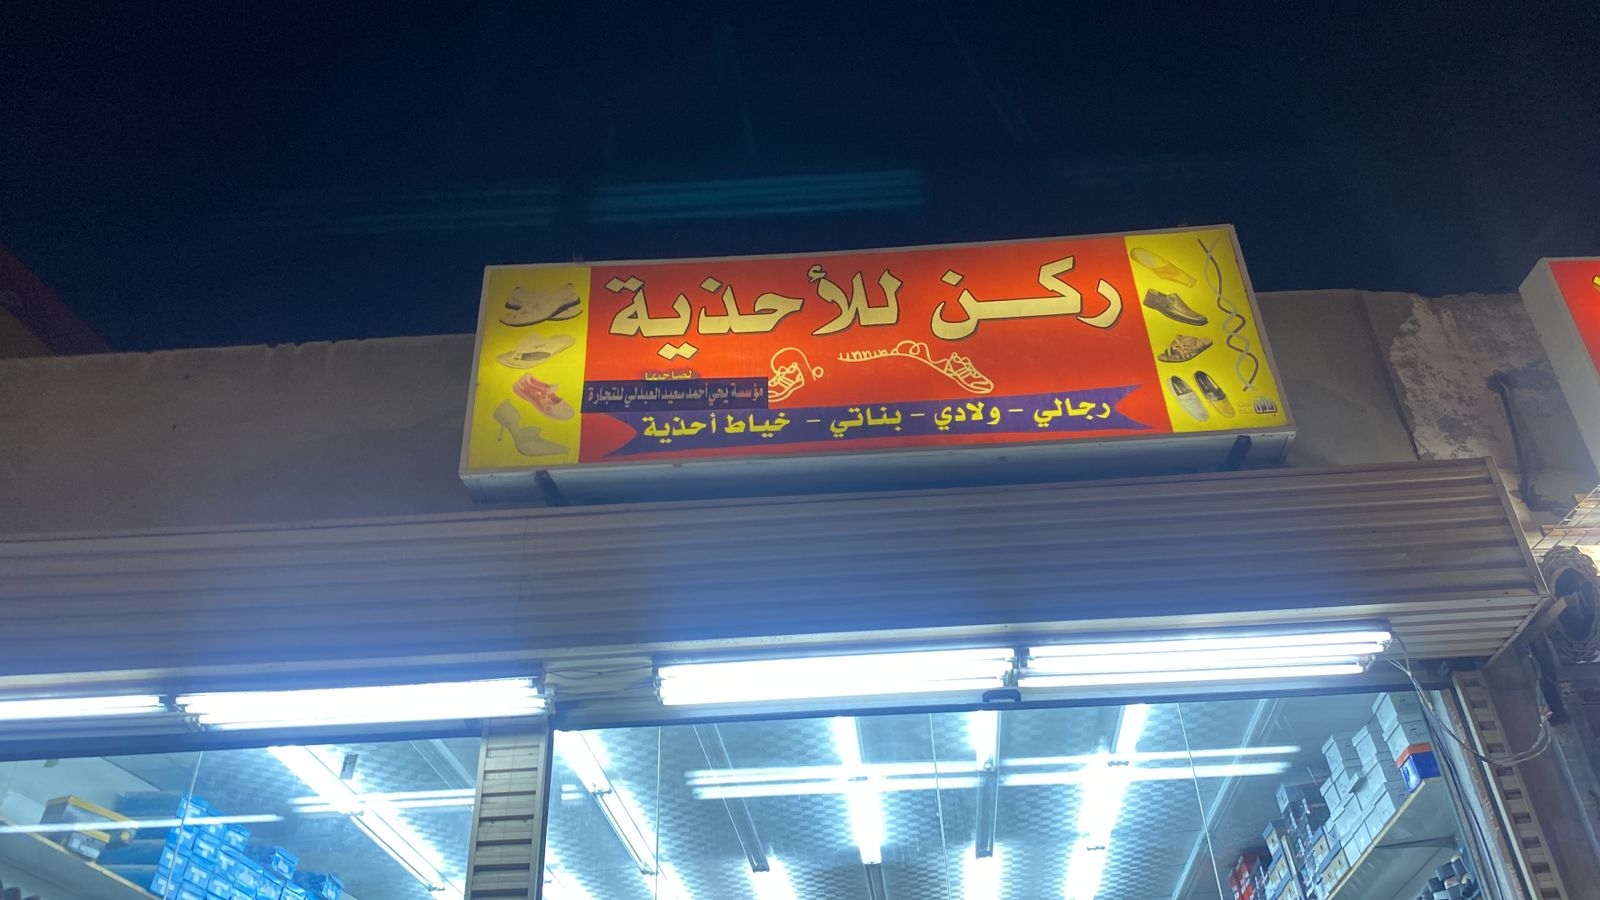 ركن للأحذية
لصاحبها
مؤسسة يحي أحمد سعيد العبدلي للتجارة
رجالي - ولادي - بناتي - خياط أحذية